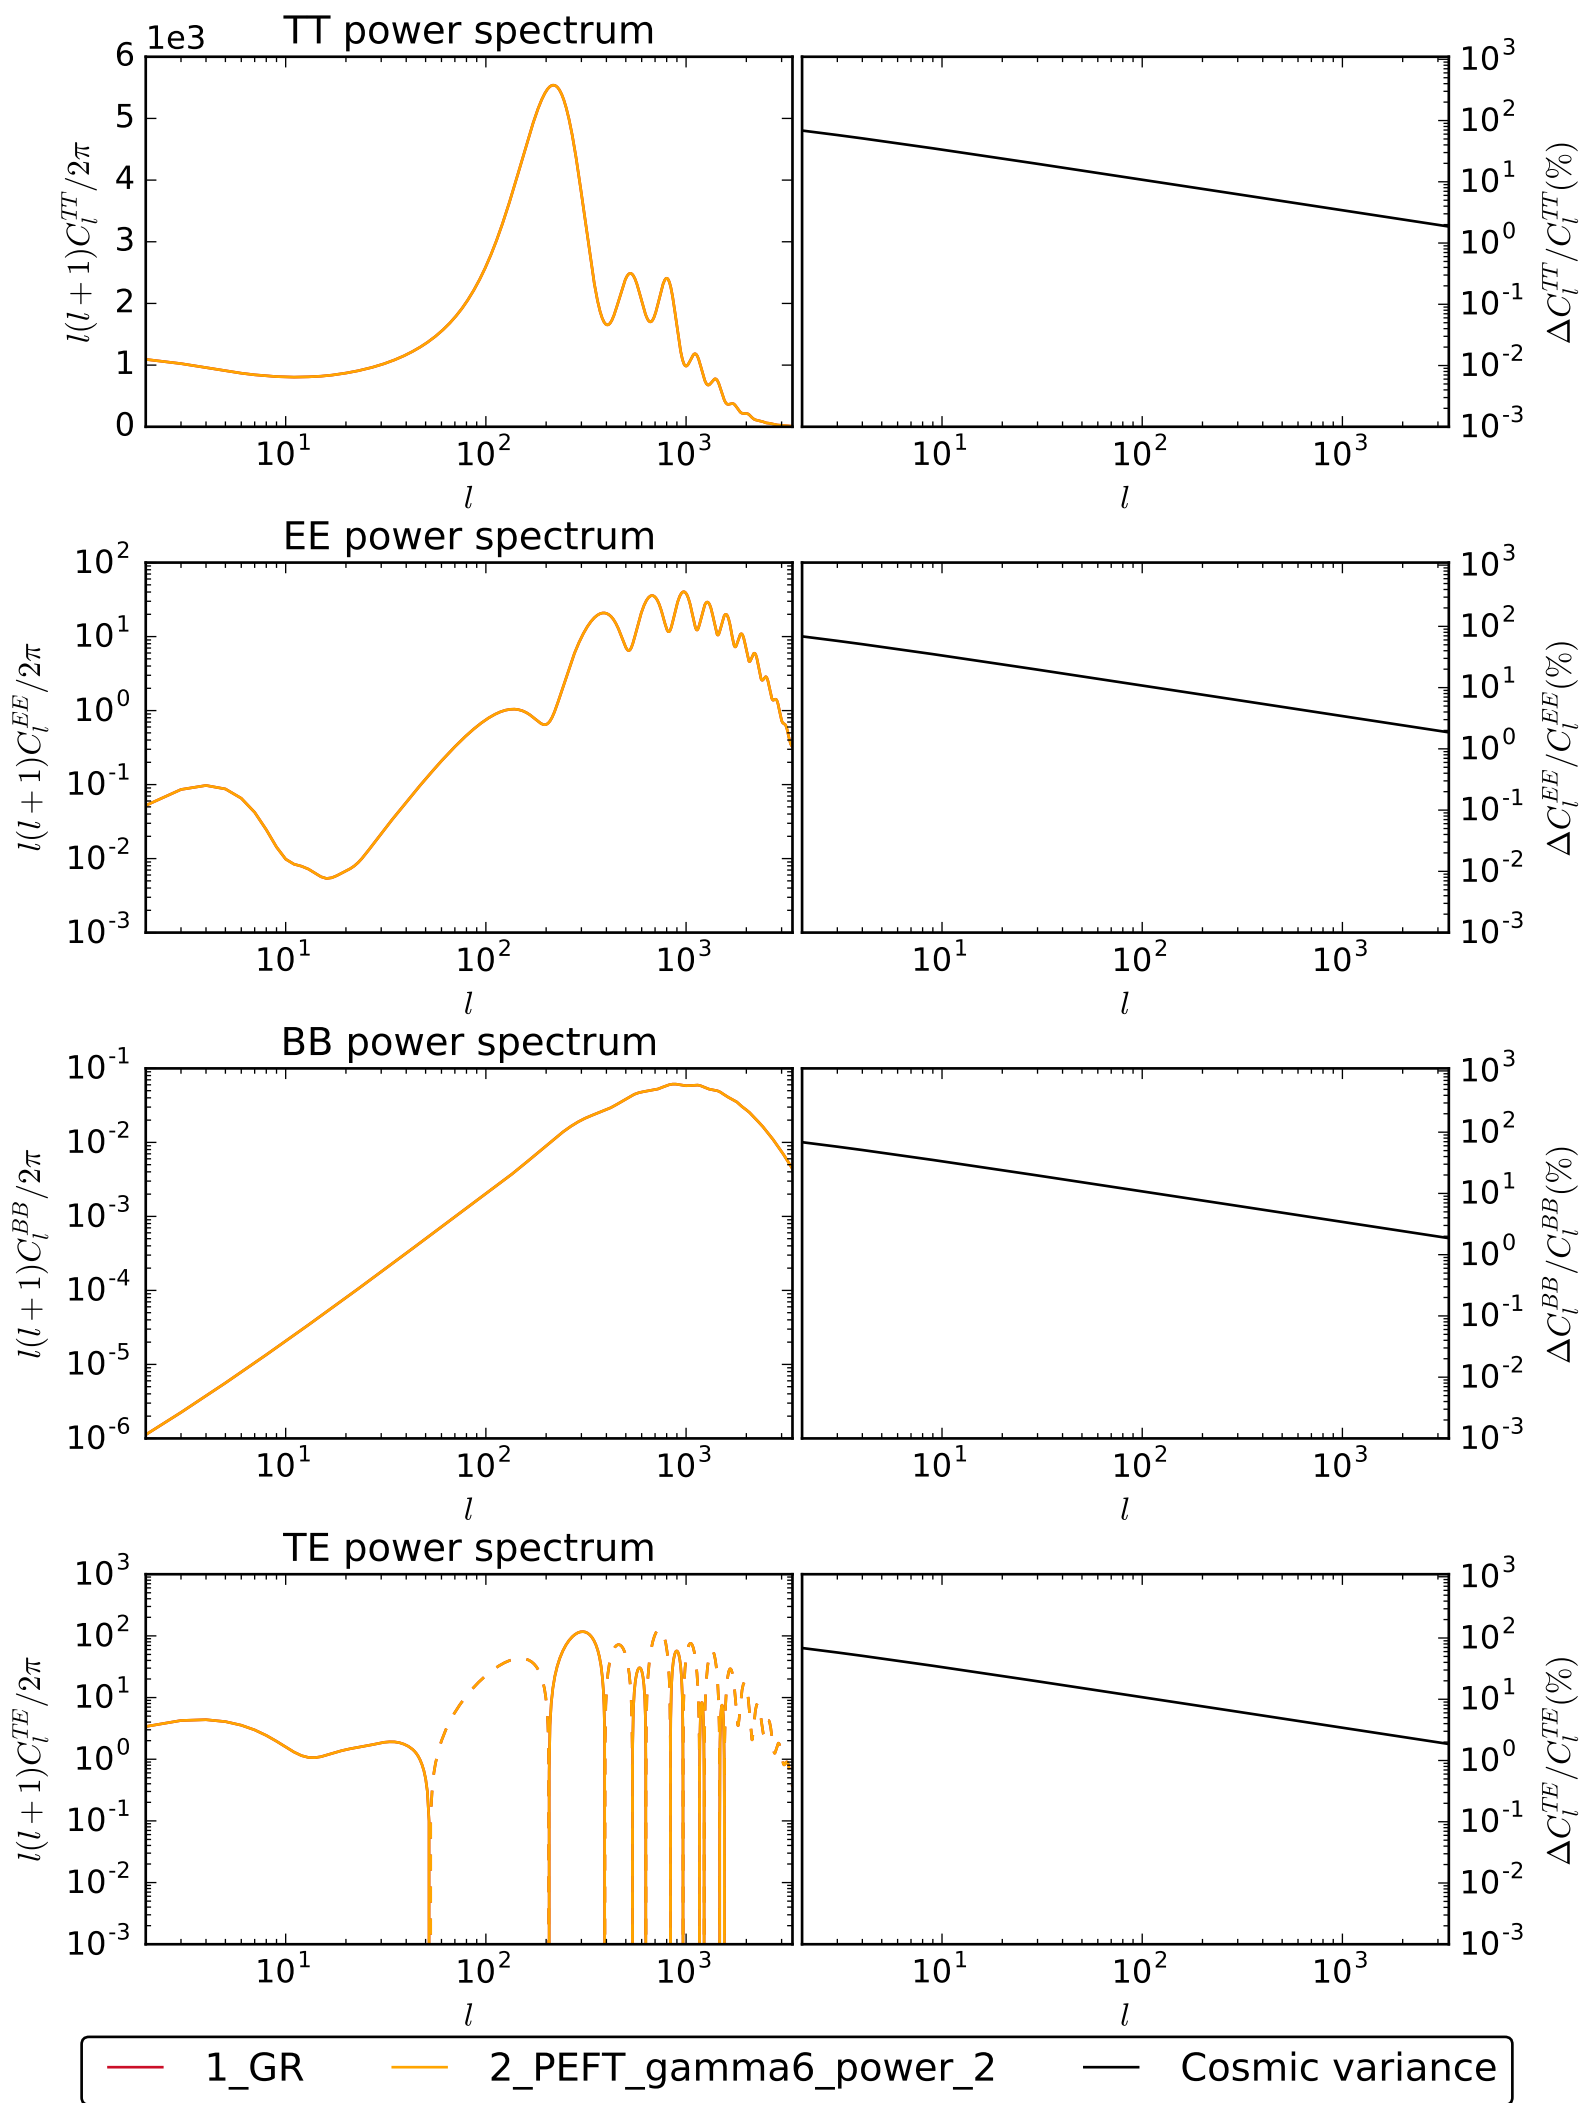 TT power spectrum
1e3
6
5
4
3
2
1
0
l(l+1)C_l^{TT}/2π
10^1 10^2 10^3
l
10^3
10^2
10^1
10^0
10^-1
10^-2
10^-3
ΔC_l^{TT}/C_l^{TT}(%)
10^1 10^2 10^3
l
EE power spectrum
10^2
10^1
10^0
10^-1
10^-2
10^-3
l(l+1)C_l^{EE}/2π
10^1 10^2 10^3
l
10^3
10^2
10^1
10^0
10^-1
10^-2
10^-3
ΔC_l^{EE}/C_l^{EE}(%)
10^1 10^2 10^3
l
BB power spectrum
10^-1
10^-2
10^-3
10^-4
10^-5
10^-6
l(l+1)C_l^{BB}/2π
10^1 10^2 10^3
l
10^3
10^2
10^1
10^0
10^-1
10^-2
10^-3
ΔC_l^{BB}/C_l^{BB}(%)
10^1 10^2 10^3
l
TE power spectrum
10^3
10^2
10^1
10^0
10^-1
10^-2
10^-3
l(l+1)C_l^{TE}/2π
10^1 10^2 10^3
l
10^3
10^2
10^1
10^0
10^-1
10^-2
10^-3
ΔC_l^{TE}/C_l^{TE}(%)
10^1 10^2 10^3
l
1_GR 2_PEFT_gamma6_power_2 Cosmic variance